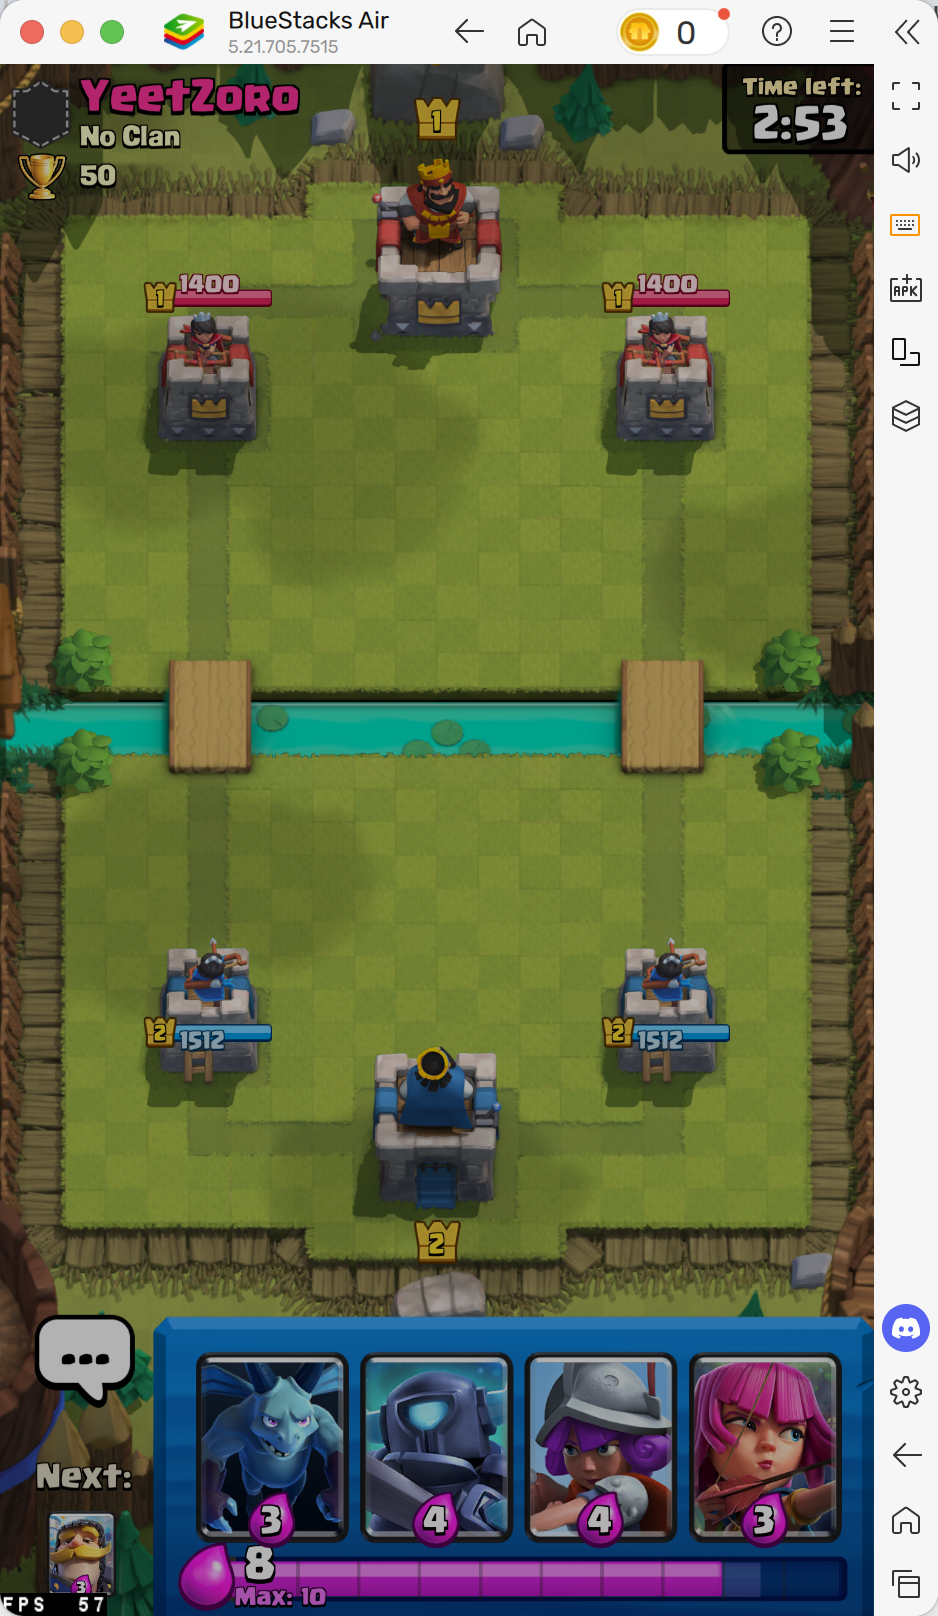 BlueStacks Air
5.21.705.7515
0
YeetZoro
No Clan
50
Time left:
2:53
1
1400
1
1400
1
APK
2
1512
2
1512
2
...
Next:
3
3
4
4
3
8
Max: 10
FPS 57